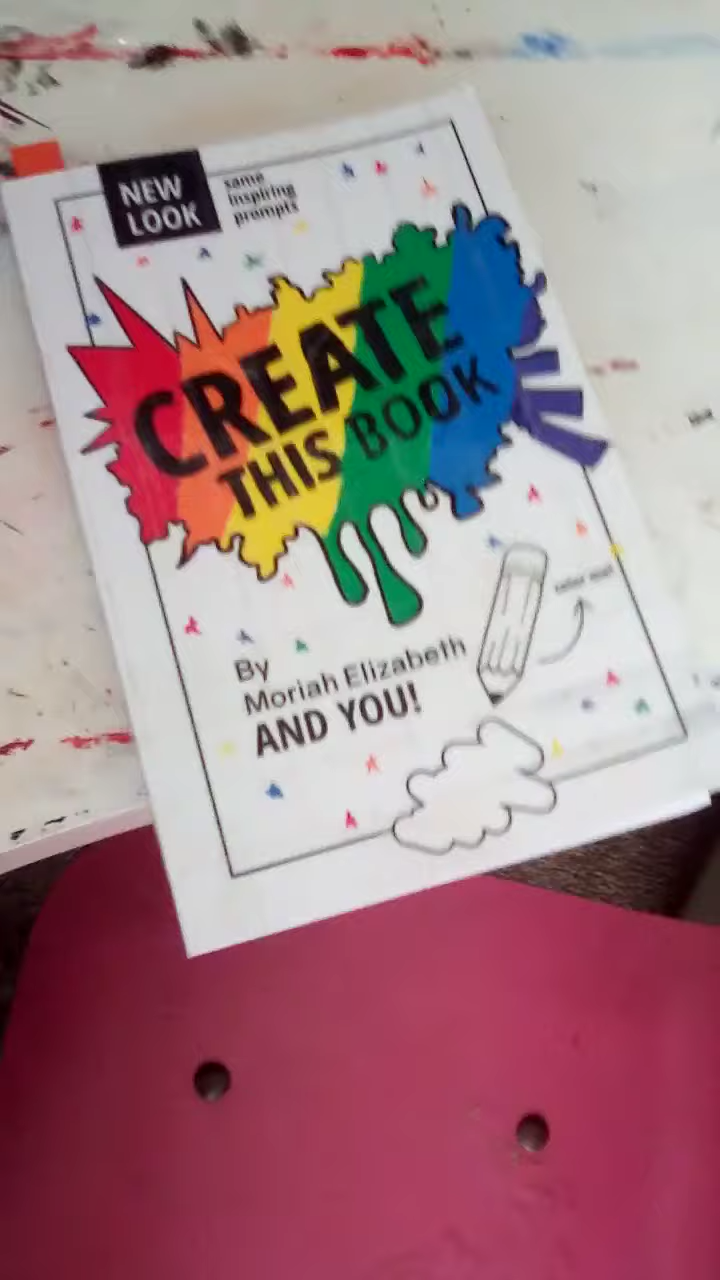 NEW
LOOK
same
inspiring
prompts
CREATE
THIS BOOK
By
Moriah Elizabeth
AND YOU!